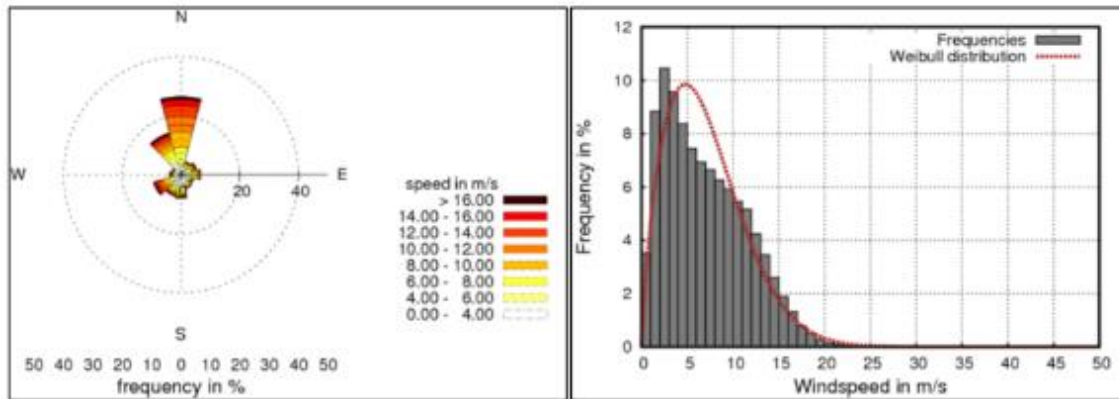 N
W
E
20 40
S
50 40 30 20 10 0 10 20 30 40 50
frequency in %
speed in m/s
> 16.00
14.00 - 16.00
12.00 - 14.00
10.00 - 12.00
8.00 - 10.00
6.00 - 8.00
4.00 - 6.00
0.00 - 4.00
12
10
8
6
4
2
0
Frequency in %
Frequencies
Weibull distribution
0 5 10 15 20 25 30 35 40 45 50
Windspeed in m/s